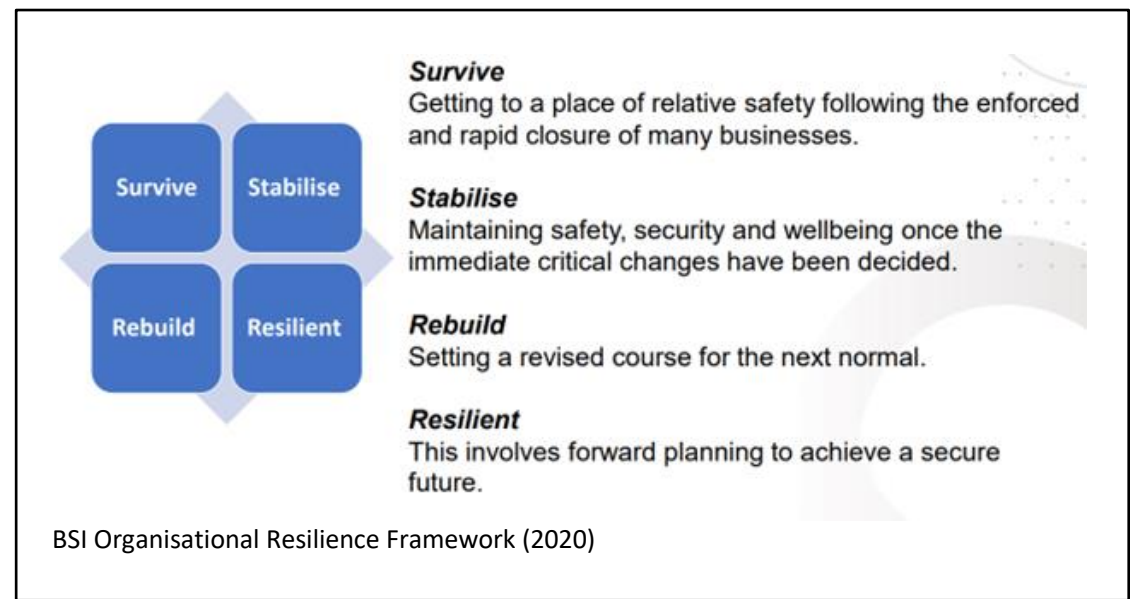 Survive
Stabilise
Rebuild
Resilient
Survive
Getting to a place of relative safety following the enforced
and rapid closure of many businesses.
Stabilise
Maintaining safety, security and wellbeing once the
immediate critical changes have been decided.
Rebuild
Setting a revised course for the next normal.
Resilient
This involves forward planning to achieve a secure
future.
BSI Organisational Resilience Framework (2020)